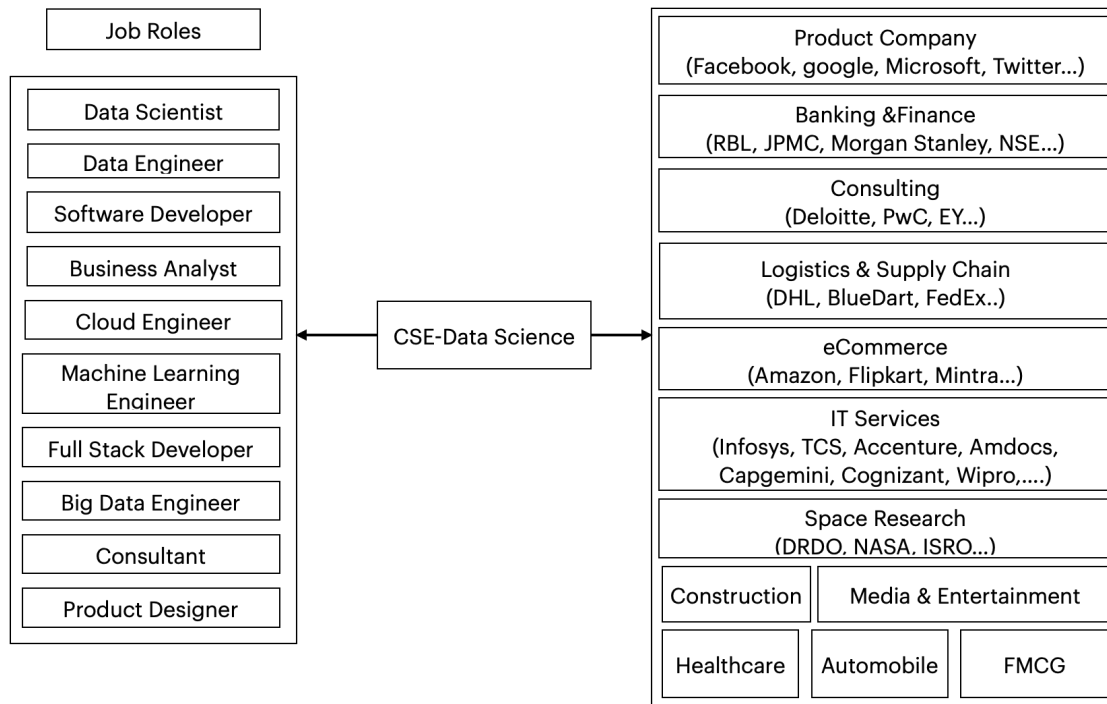 Job Roles
Data Scientist
Data Engineer
Software Developer
Business Analyst
Cloud Engineer
Machine Learning
Engineer
Full Stack Developer
Big Data Engineer
Consultant
Product Designer
CSE-Data Science
Product Company
(Facebook, google, Microsoft, Twitter...)
Banking &Finance
(RBL, JPMC, Morgan Stanley, NSE...)
Consulting
(Deloitte, PwC, EY...)
Logistics & Supply Chain
(DHL, BlueDart, FedEx..)
eCommerce
(Amazon, Flipkart, Mintra...)
IT Services
(Infosys, TCS, Accenture, Amdocs,
Capgemini, Cognizant, Wipro,....)
Space Research
(DRDO, NASA, ISRO...)
Construction
Media & Entertainment
Healthcare
Automobile
FMCG